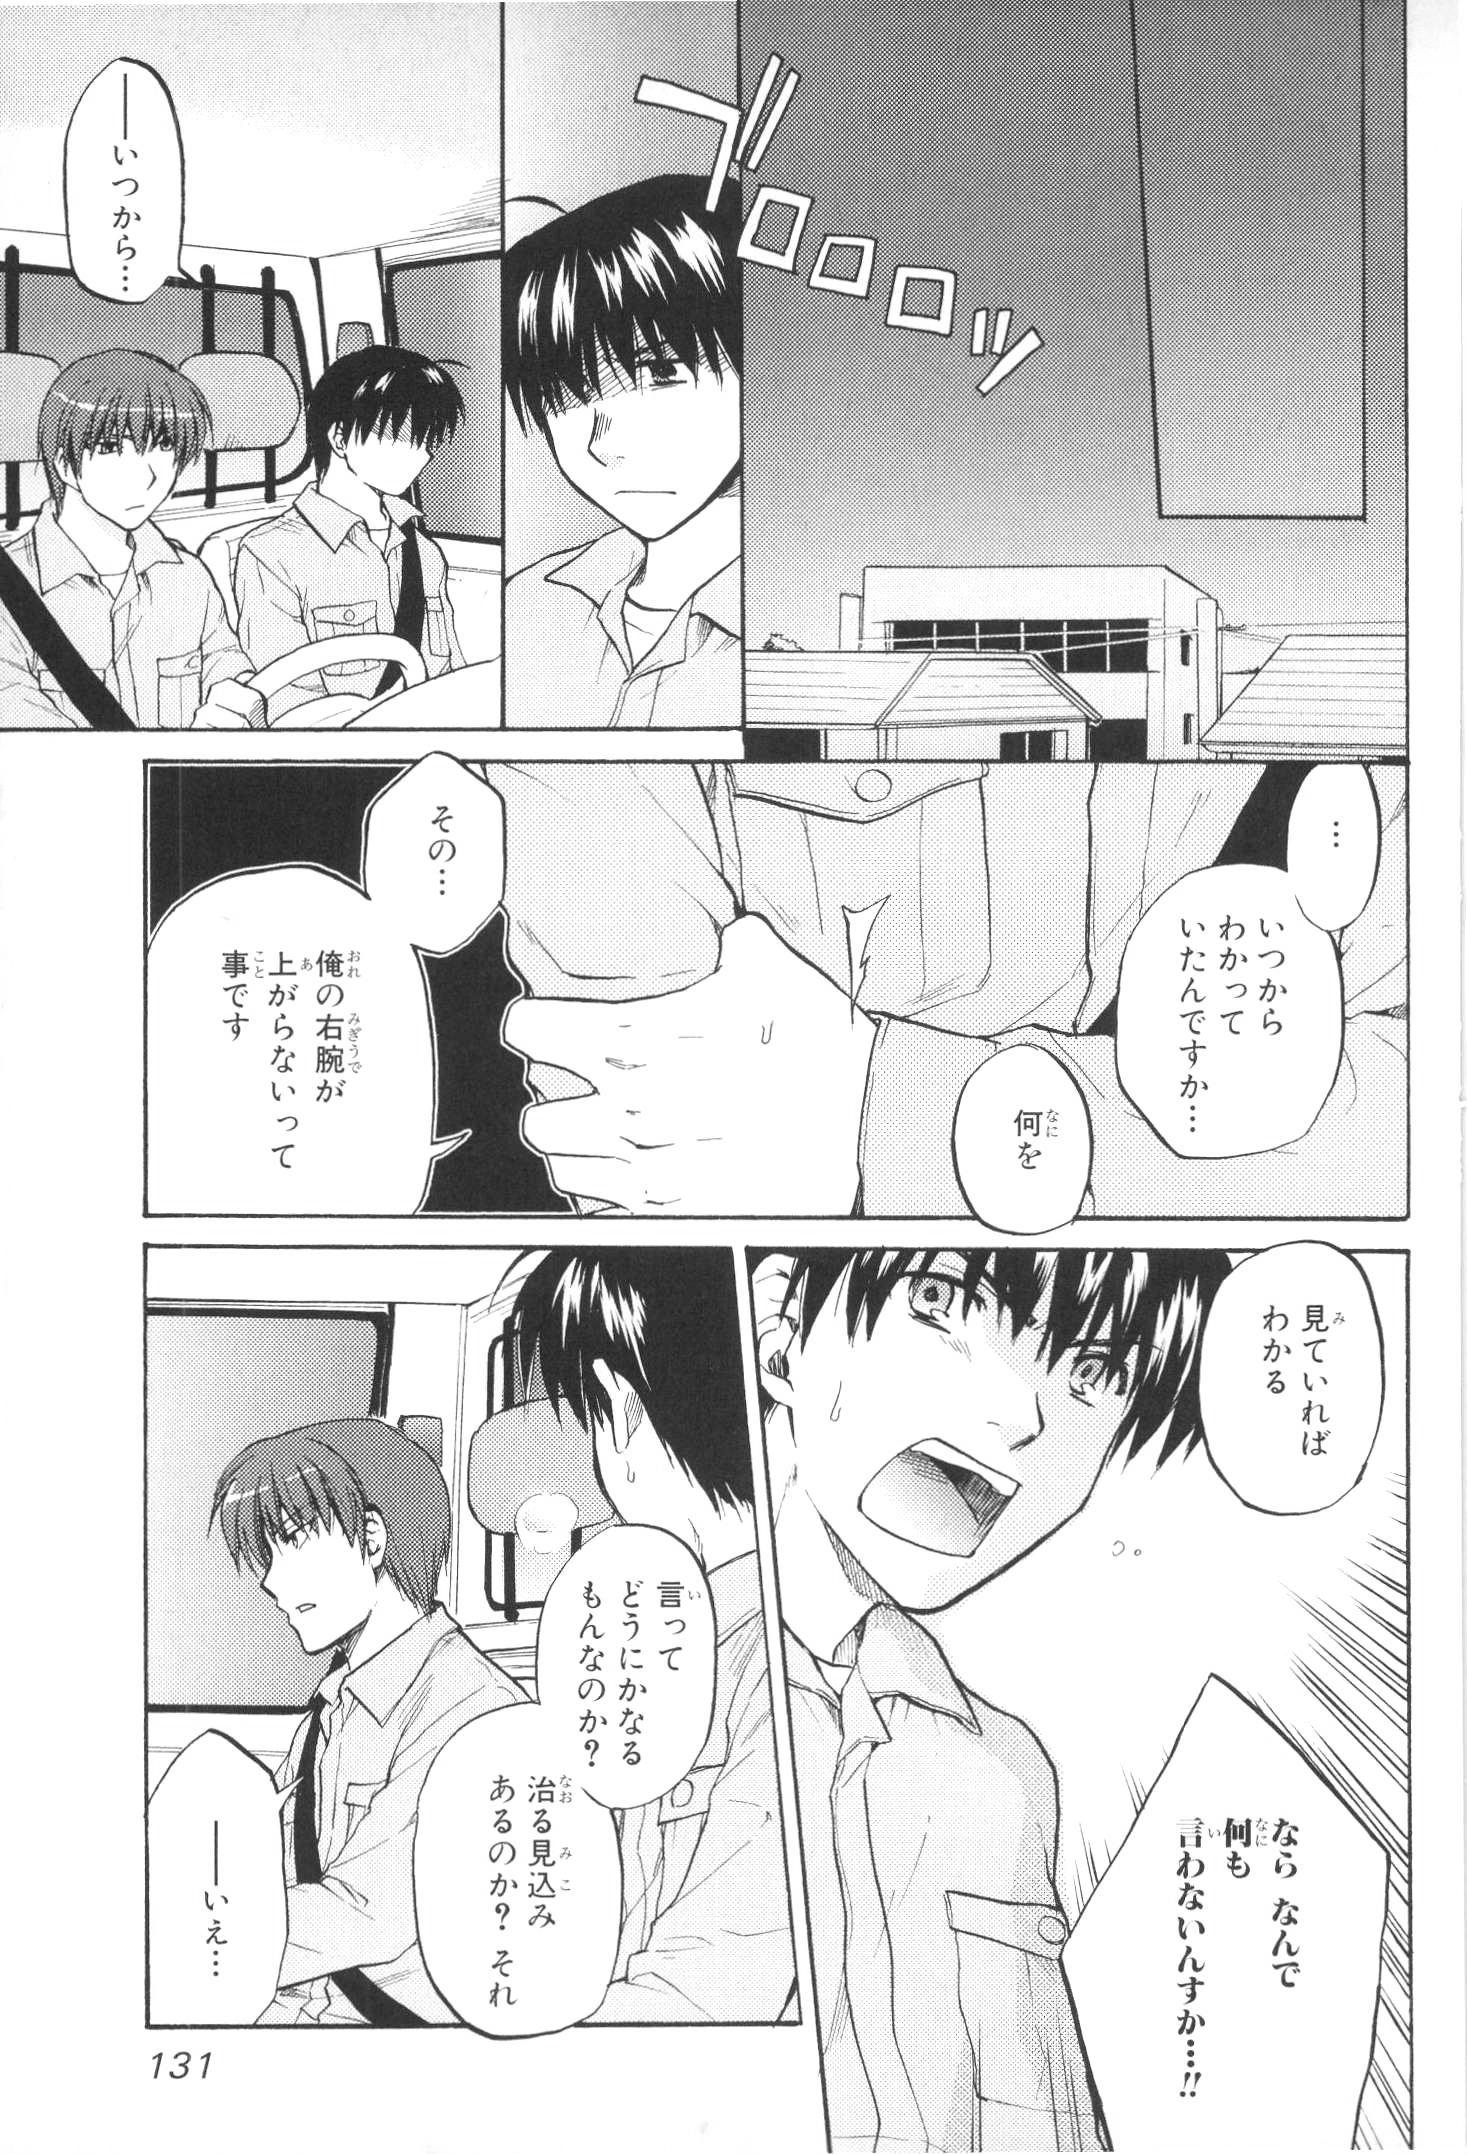 ブロロロロッ
――いつから…
…
いつから
わかって
いたんですか…
何を
その…
俺の右腕が
上がらないって
事です
見ていれば
わかる
なら なんで
何も
言わないんすか…!!
言って
どうにかなる
もんなのか?
治る見込み
あるのか? それ
――いえ…
131